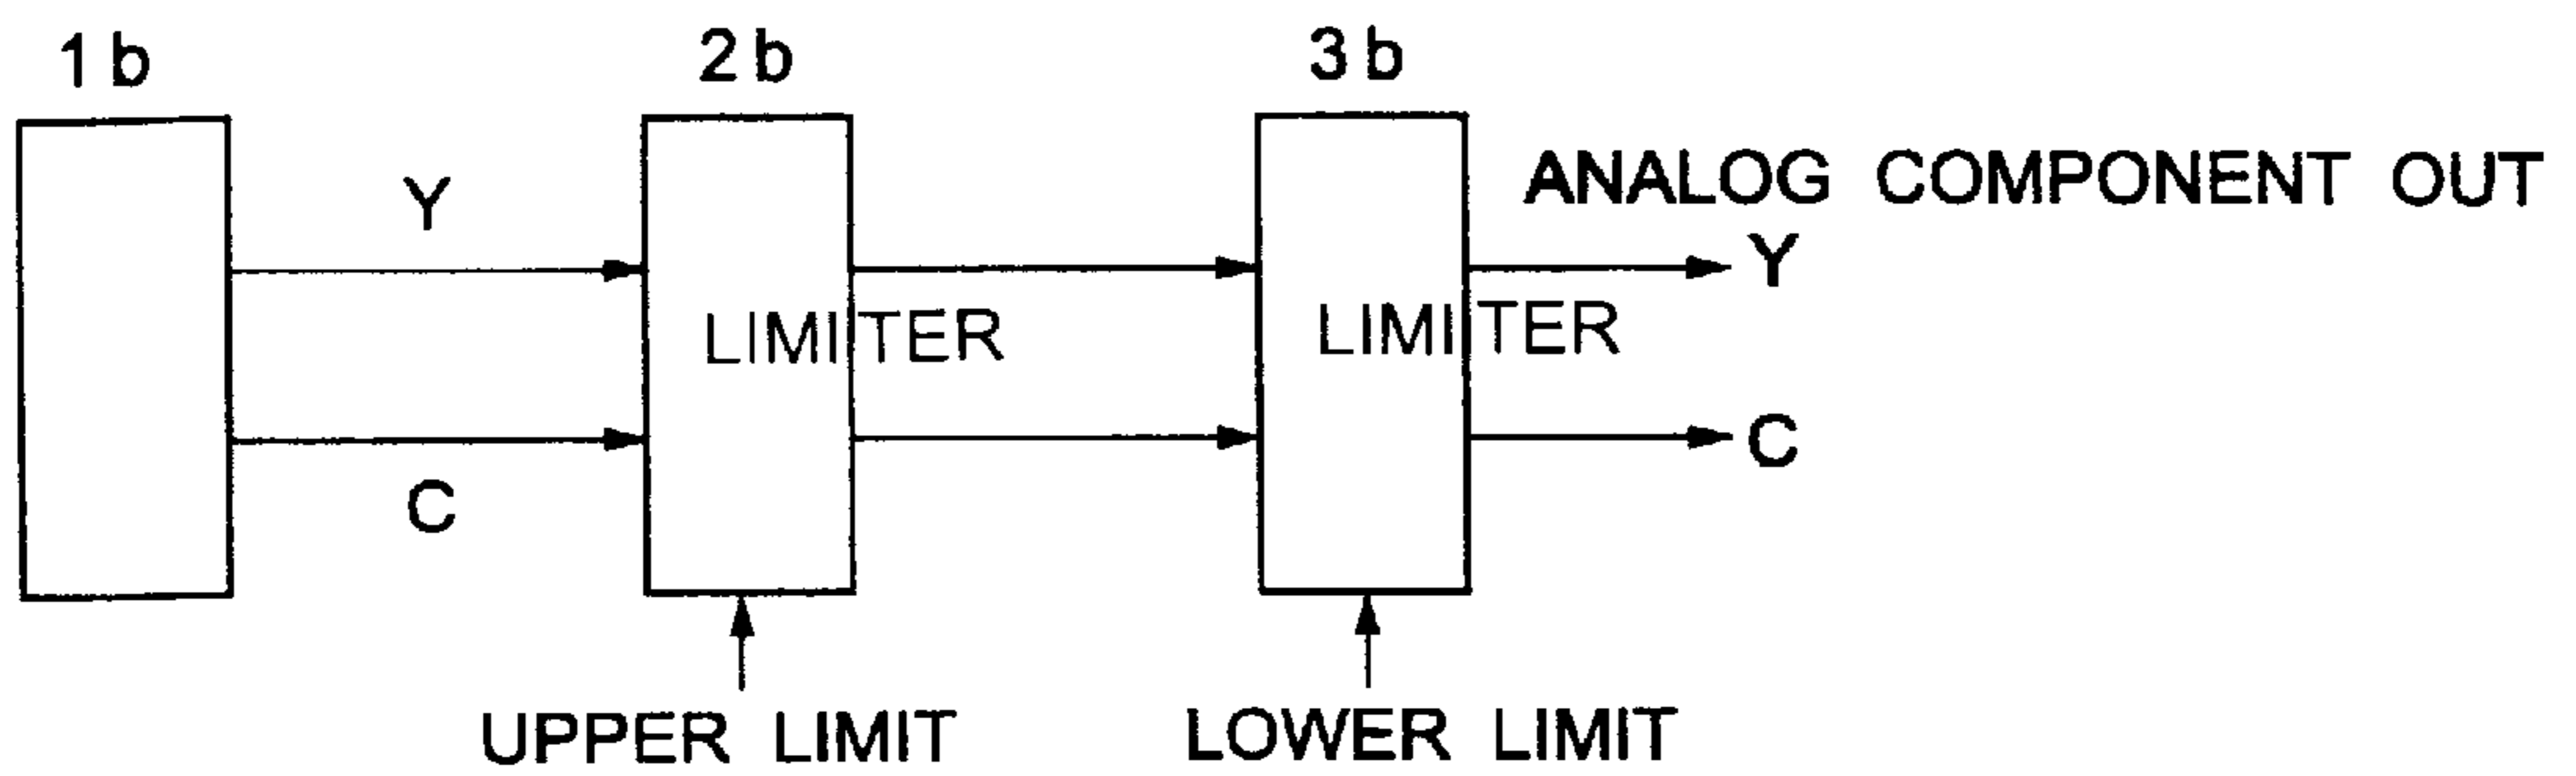 1b 2b 3b
ANALOG COMPONENT OUT
Y Y
LIMITER LIMITER
C C
UPPER LIMIT LOWER LIMIT